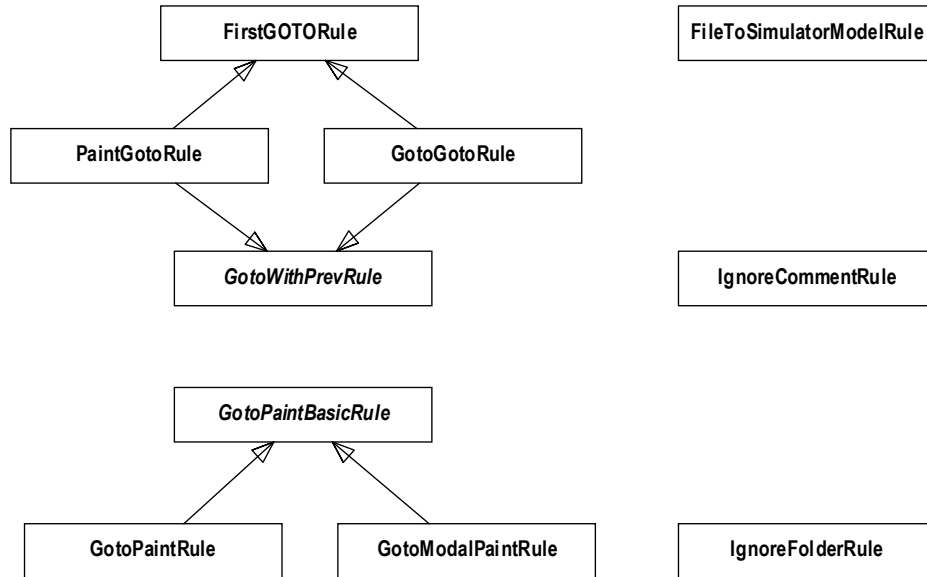 FirstGOTORule
FileToSimulatorModelRule
PaintGotoRule
GotoGotoRule
GotoWithPrevRule
IgnoreCommentRule
GotoPaintBasicRule
GotoPaintRule
GotoModalPaintRule
IgnoreFolderRule